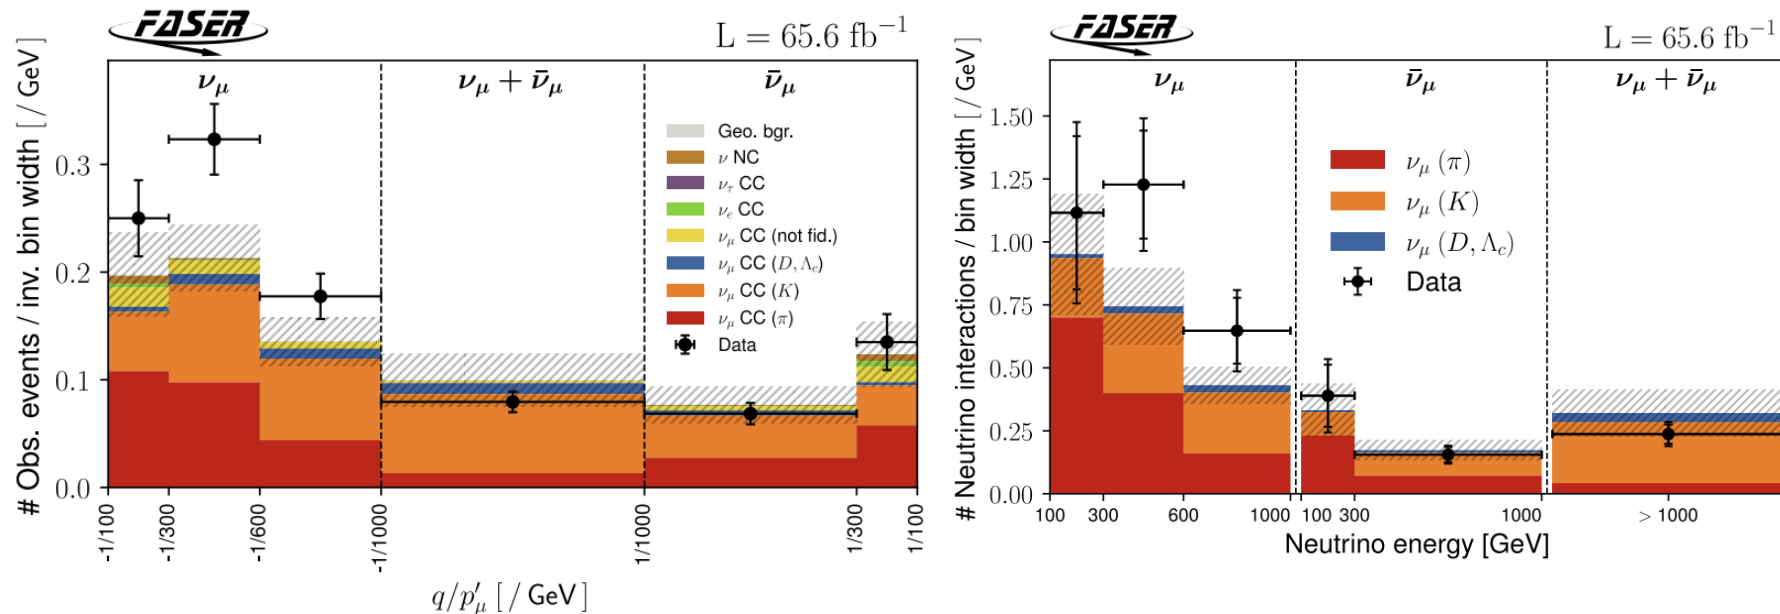 FASER
L = 65.6 fb⁻¹
# Obs. events / inv. bin width [ / GeV]
ν_μ
ν_μ + ν̄_μ
ν̄_μ
Geo. bgr.
ν NC
ν_τ CC
ν_e CC
ν_μ CC (not fid.)
ν_μ CC (D, Λ_c)
ν_μ CC (K)
ν_μ CC (π)
Data
0.3
0.2
0.1
0.0
-1/100
-1/300
-1/600
-1/1000
1/1000
1/300
1/100
q/p′_μ [ / GeV]
FASER
L = 65.6 fb⁻¹
# Neutrino interactions / bin width [ / GeV]
ν_μ
ν̄_μ
ν_μ + ν̄_μ
ν_μ (π)
ν_μ (K)
ν_μ (D, Λ_c)
Data
1.50
1.25
1.00
0.75
0.50
0.25
0.00
100 300 600 1000 100 300 1000 > 1000
Neutrino energy [GeV]